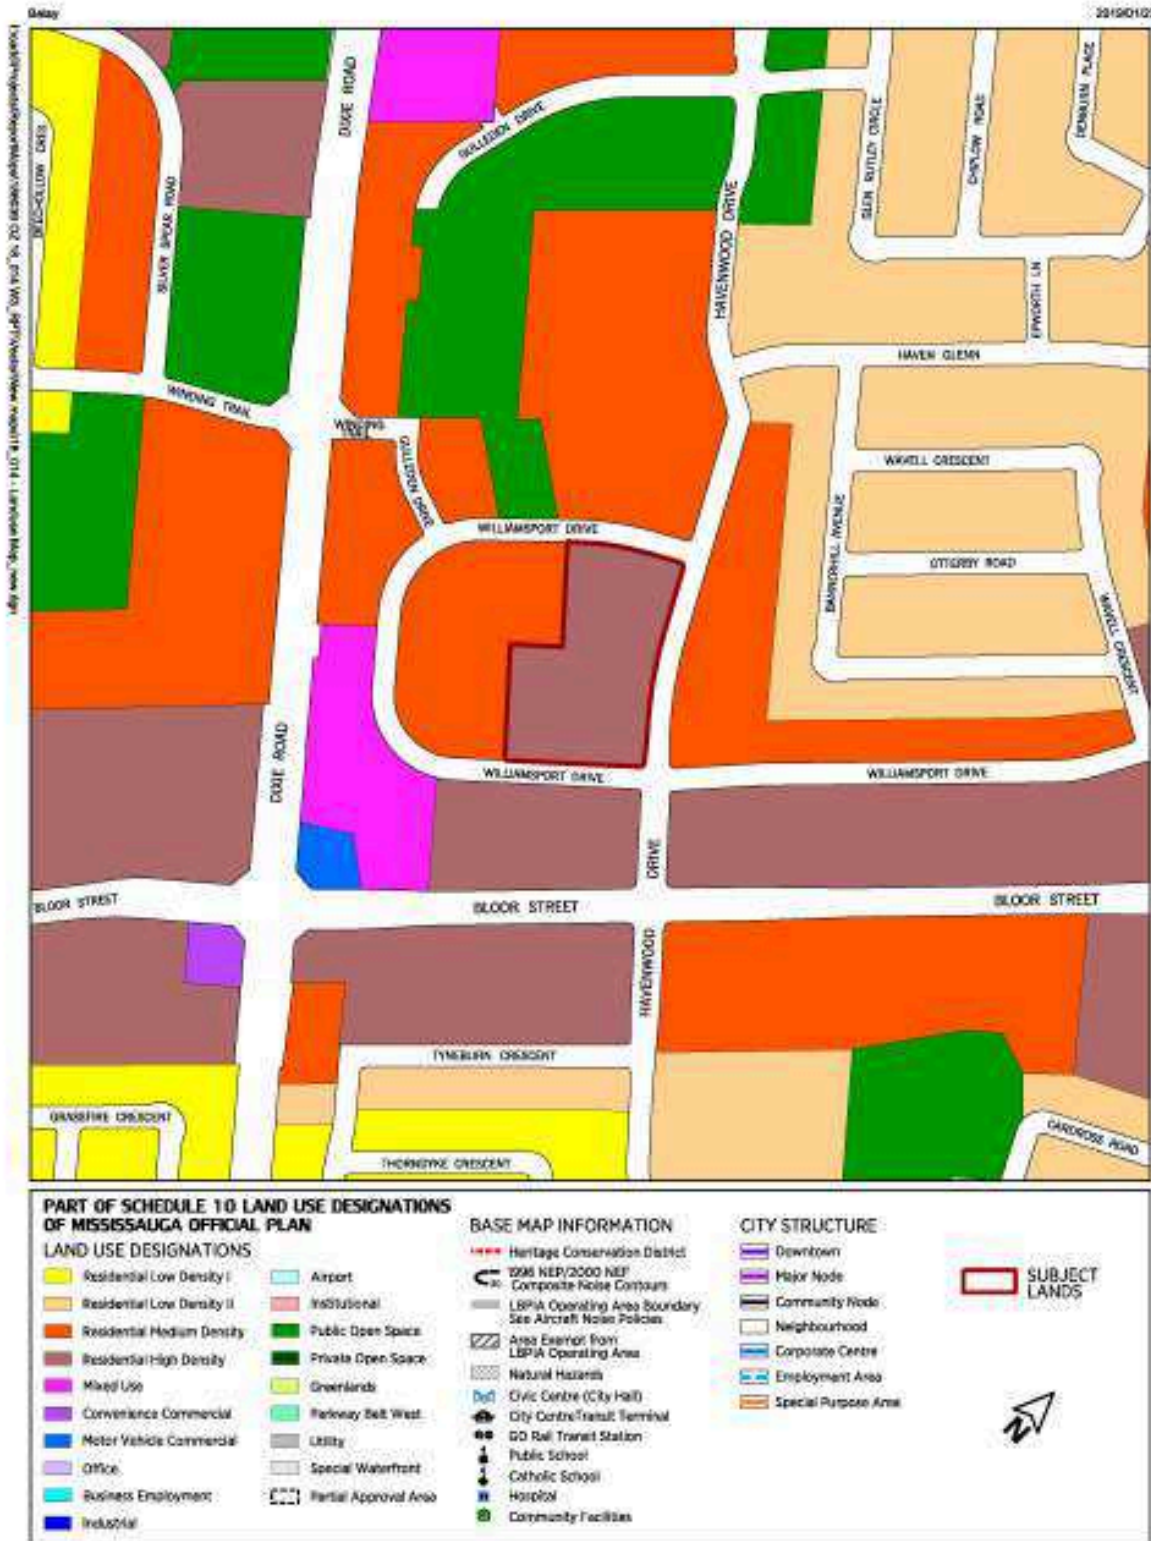 DIXIE ROAD
GULLEDEN DRIVE
HAVENWOOD DRIVE
GLEN RUTLEY CIRCLE
CHIPLOW ROAD
SILVER SPEAR ROAD
EPWORTH LN
HAVEN GLENN
WINDING TRAIL
WINDING
TRAIL
GULLEDEN DRIVE
WAVELL CRESCENT
BANNORHILL AVENUE
WILLIAMSPORT DRIVE
OTTERBY ROAD
WAVELL CRESCENT
DIXIE ROAD
WILLIAMSPORT DRIVE
WILLIAMSPORT DRIVE
DRIVE
BLOOR STREET
BLOOR STREET
BLOOR STREET
HAVENWOOD
TYNEBURN CRESCENT
GRASSFIRE CRESCENT
CARDROSS ROAD
THORNDYKE CRESCENT
PART OF SCHEDULE 10 LAND USE DESIGNATIONS
OF MISSISSAUGA OFFICIAL PLAN
LAND USE DESIGNATIONS
Residential Low Density I
Residential Low Density II
Residential Medium Density
Residential High Density
Mixed Use
Convenience Commercial
Motor Vehicle Commercial
Office
Business Employment
Industrial
Airport
Institutional
Public Open Space
Private Open Space
Greenlands
Parkway Belt West
Utility
Special Waterfront
Partial Approval Area
BASE MAP INFORMATION
Heritage Conservation District
1996 NEP/2000 NEF
Composite Noise Contours
LBPIA Operating Area Boundary
See Aircraft Noise Policies
Area Exempt from
LBPIA Operating Area
Natural Hazards
Civic Centre (City Hall)
City Centre Transit Terminal
GO Rail Transit Station
Public School
Catholic School
H Hospital
Community Facilities
CITY STRUCTURE
Downtown
Major Node
Community Node
Neighbourhood
Corporate Centre
Employment Area
Special Purpose Area
SUBJECT
LANDS
N